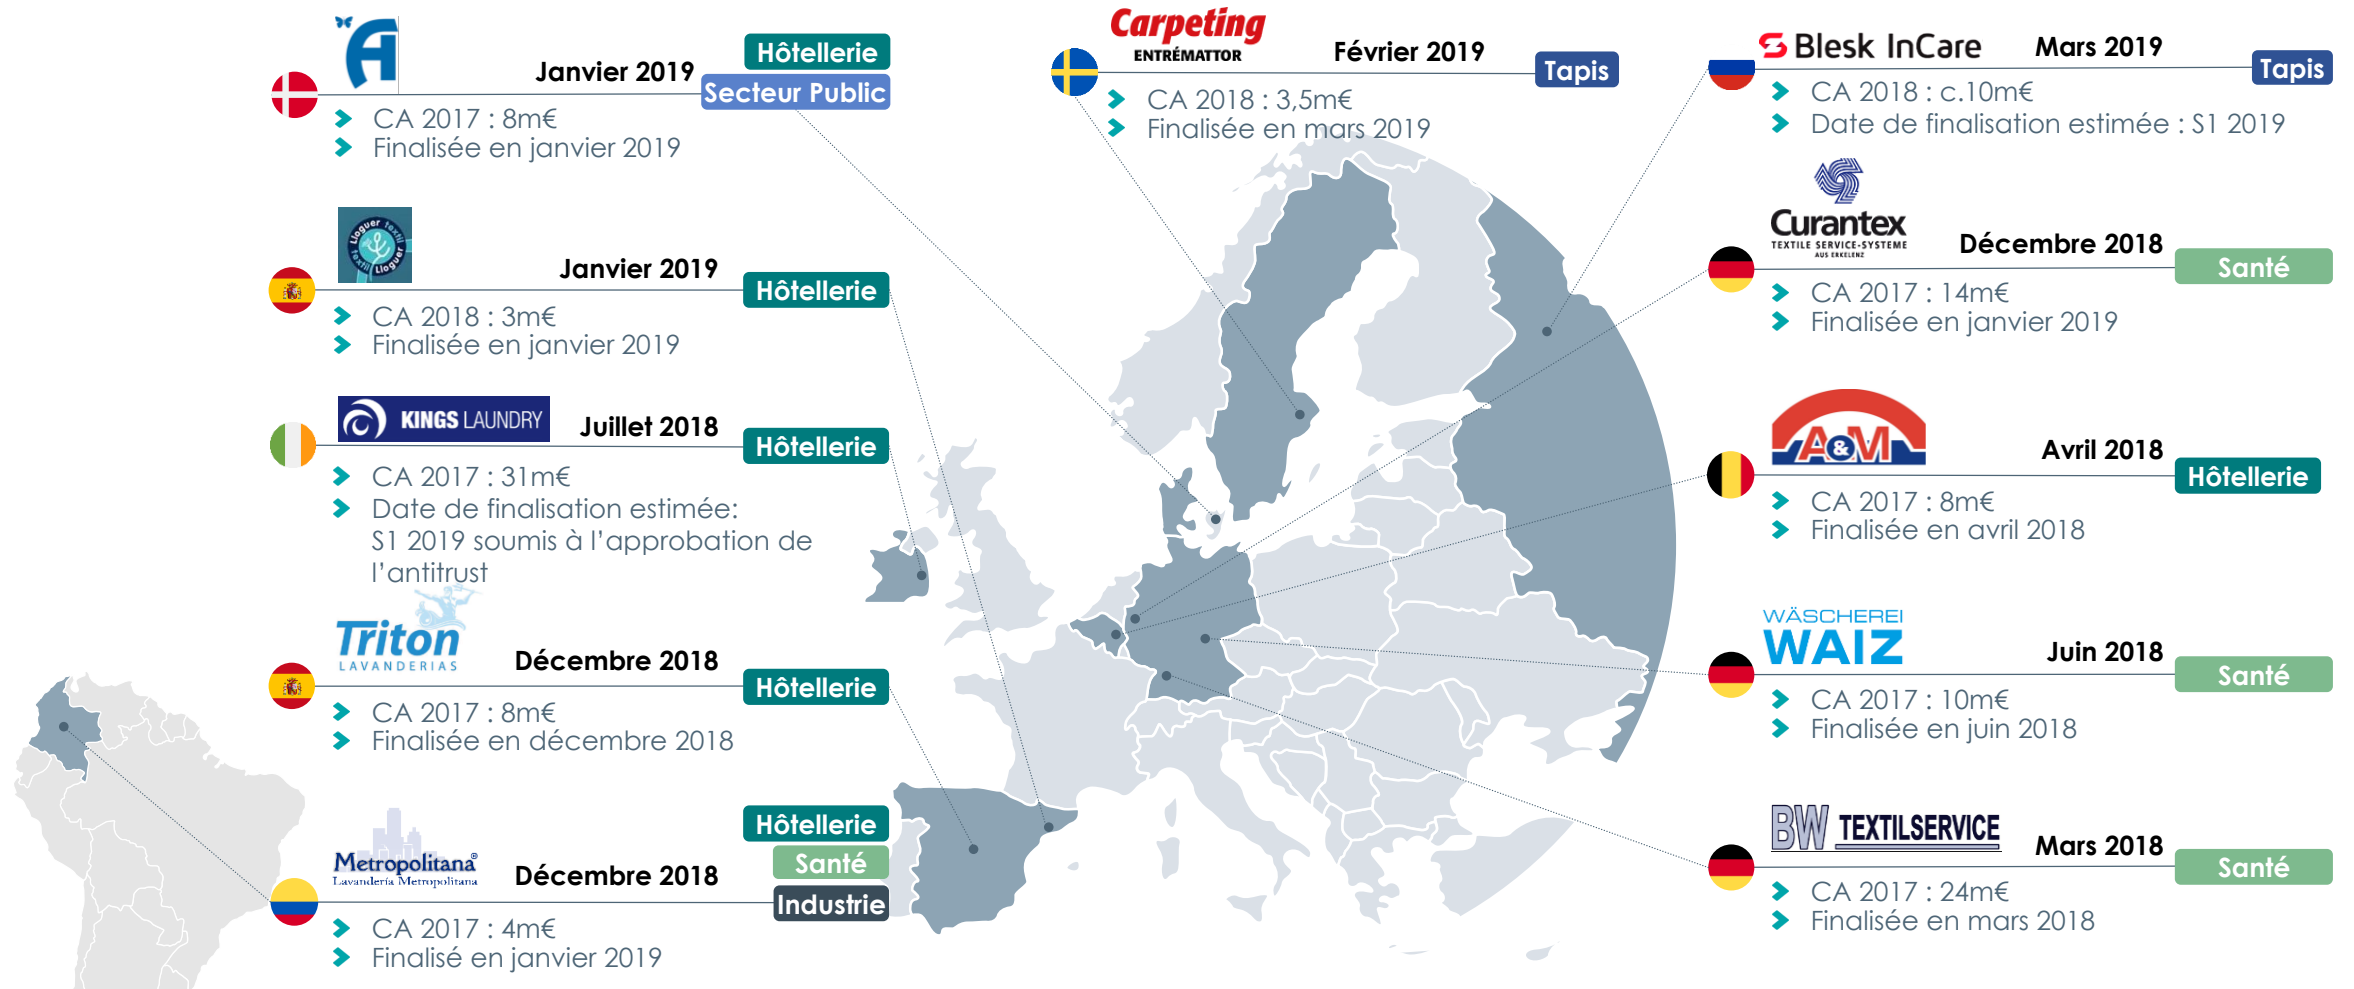 A
Janvier 2019
Hôtellerie
Secteur Public
CA 2017 : 8m€
Finalisée en janvier 2019
Lloguer textil
textil Lloguer
Janvier 2019
Hôtellerie
CA 2018 : 3m€
Finalisée en janvier 2019
KINGS LAUNDRY
Juillet 2018
Hôtellerie
CA 2017 : 31m€
Date de finalisation estimée:
S1 2019 soumis à l’approbation de
l’antitrust
Triton
LAVANDERIAS
Décembre 2018
Hôtellerie
CA 2017 : 8m€
Finalisée en décembre 2018
Metropolitana®
Lavandería Metropolitana
Décembre 2018
Hôtellerie
Santé
Industrie
CA 2017 : 4m€
Finalisé en janvier 2019
Carpeting
ENTRÉMATTOR
Février 2019
Tapis
CA 2018 : 3,5m€
Finalisée en mars 2019
Blesk InCare
Mars 2019
Tapis
CA 2018 : c.10m€
Date de finalisation estimée : S1 2019
Curantex
TEXTILE SERVICE-SYSTEME
AUS ERKELENZ
Décembre 2018
Santé
CA 2017 : 14m€
Finalisée en janvier 2019
A&M
Avril 2018
Hôtellerie
CA 2017 : 8m€
Finalisée en avril 2018
WÄSCHEREI
WAIZ
Juin 2018
Santé
CA 2017 : 10m€
Finalisée en juin 2018
BW TEXTILSERVICE
Mars 2018
Santé
CA 2017 : 24m€
Finalisée en mars 2018